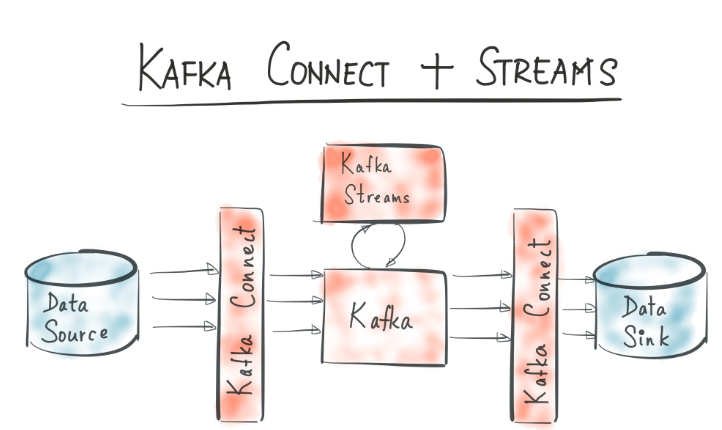 KAFKA CONNECT + STREAMS
Kafka
Streams
Data
Source
Kafka Connect
Kafka
Kafka Connect
Data
Sink